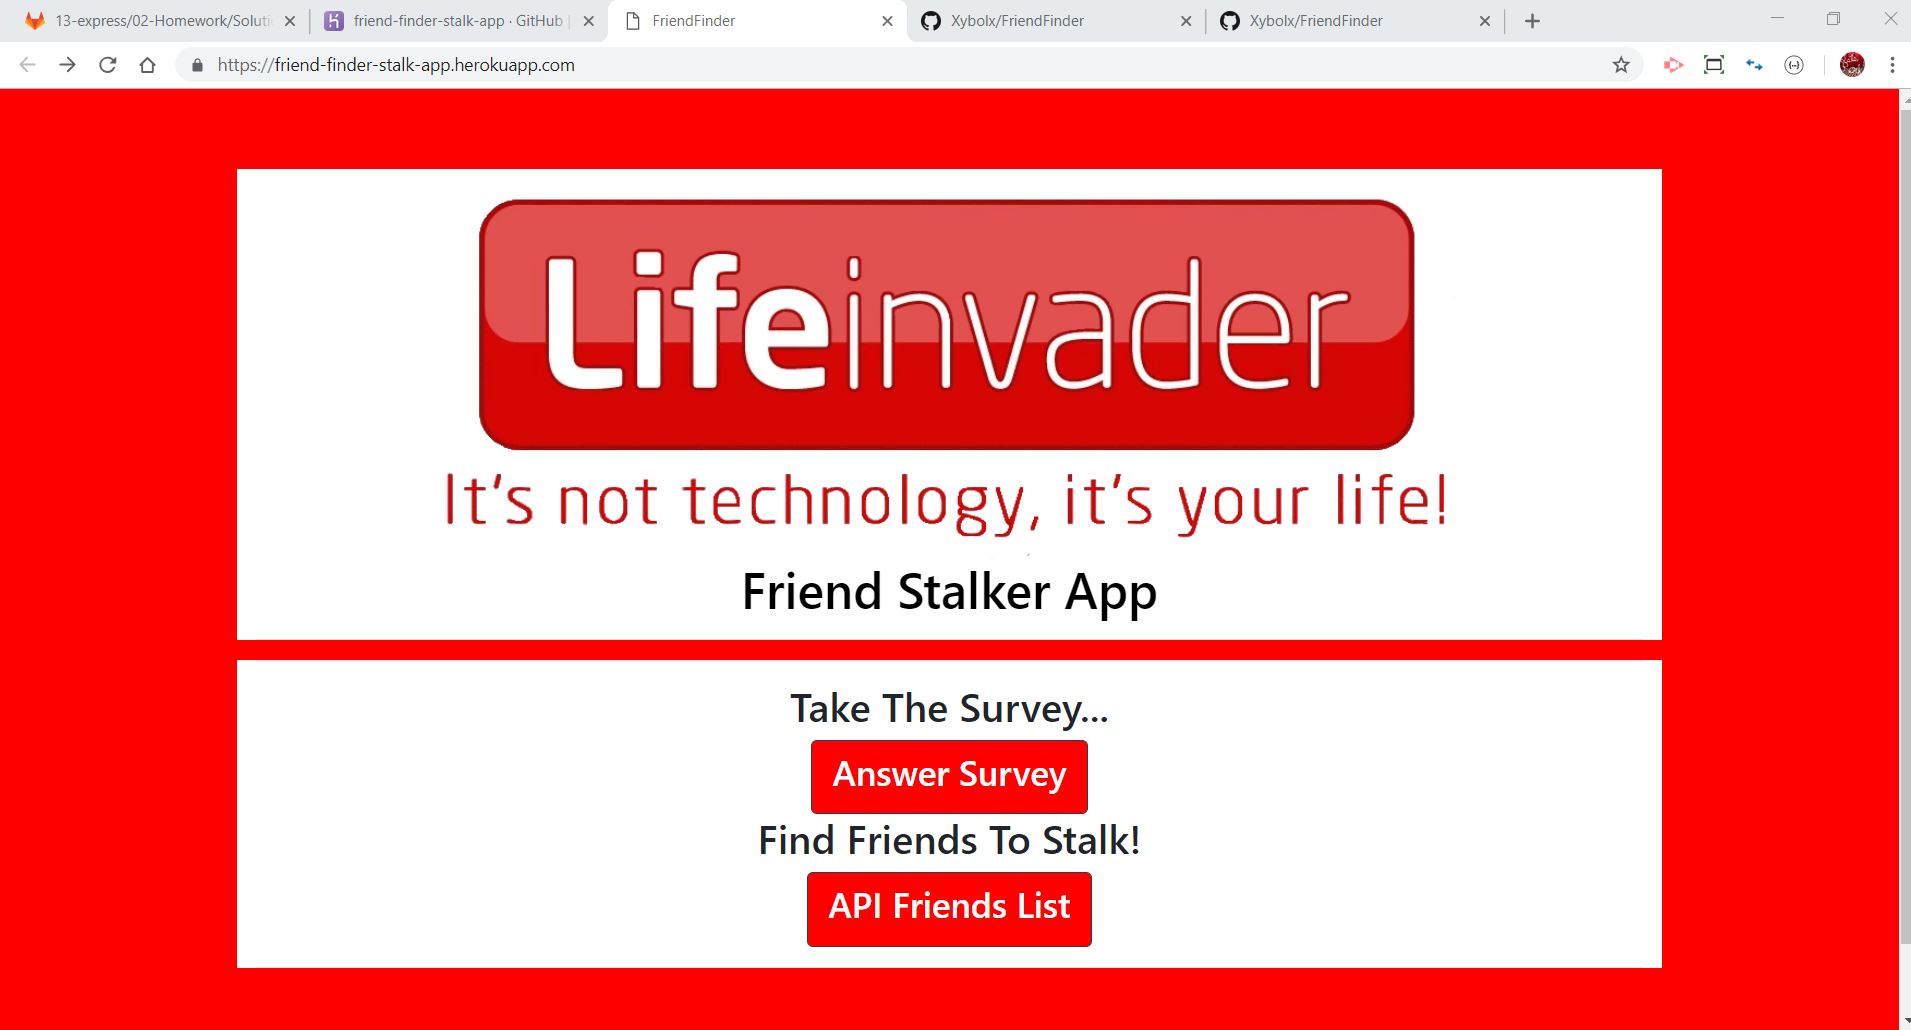 13-express/02-Homework/Soluti
friend-finder-stalk-app · GitHub
FriendFinder
Xybolx/FriendFinder
Xybolx/FriendFinder
https://friend-finder-stalk-app.herokuapp.com
Lifeinvader
It's not technology, it's your life!
Friend Stalker App
Take The Survey...
Answer Survey
Find Friends To Stalk!
API Friends List